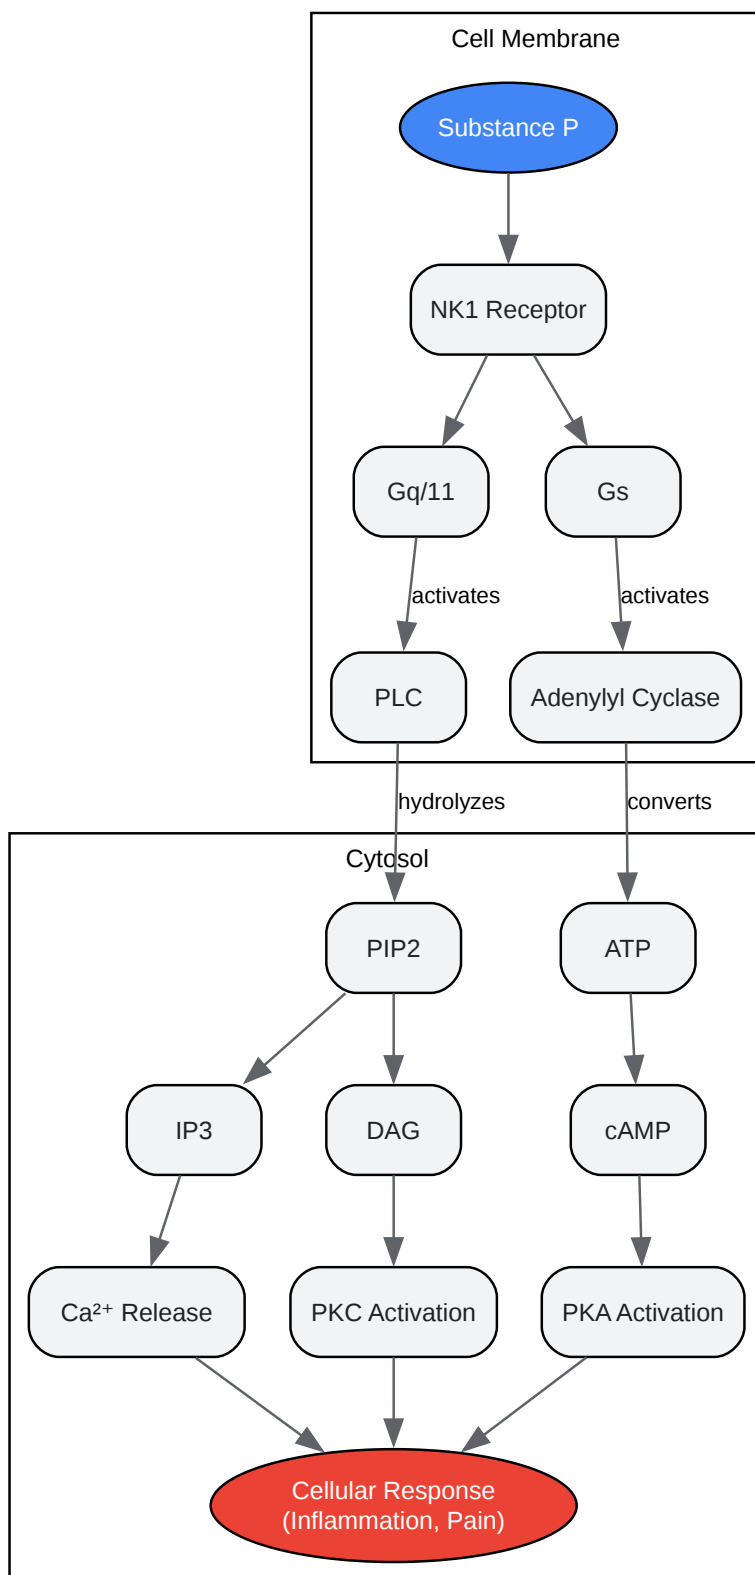 Cell Membrane
Substance P
NK1 Receptor
Gq/11
Gs
activates
activates
PLC
Adenylyl Cyclase
hydrolyzes
converts
Cytosol
PIP2
ATP
IP3
DAG
cAMP
Ca²⁺ Release
PKC Activation
PKA Activation
Cellular Response
(Inflammation, Pain)